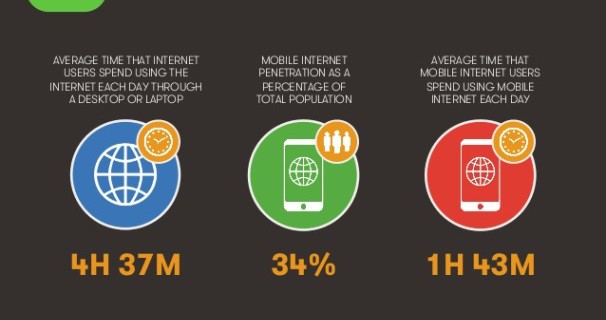 AVERAGE TIME THAT INTERNET
USERS SPEND USING THE
INTERNET EACH DAY THROUGH
A DESKTOP OR LAPTOP
MOBILE INTERNET
PENETRATION AS A
PERCENTAGE OF
TOTAL POPULATION
AVERAGE TIME THAT
MOBILE INTERNET USERS
SPEND USING MOBILE
INTERNET EACH DAY
4H 37M
34%
1H 43M